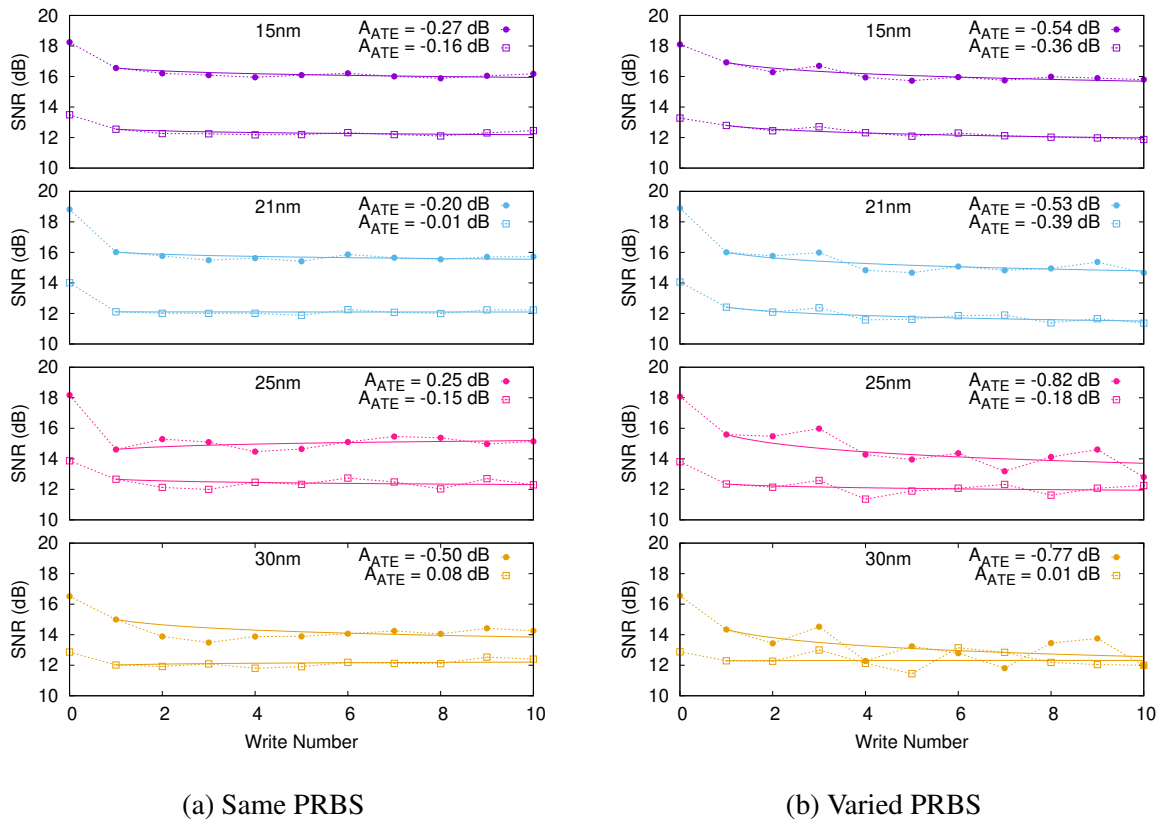 15nm
A_ATE = -0.27 dB
A_ATE = -0.16 dB
SNR (dB)
20
18
16
14
12
10
21nm
A_ATE = -0.20 dB
A_ATE = -0.01 dB
SNR (dB)
20
18
16
14
12
10
25nm
A_ATE = 0.25 dB
A_ATE = -0.15 dB
SNR (dB)
20
18
16
14
12
10
30nm
A_ATE = -0.50 dB
A_ATE = 0.08 dB
SNR (dB)
20
18
16
14
12
10
0 2 4 6 8 10
Write Number
(a) Same PRBS
15nm
A_ATE = -0.54 dB
A_ATE = -0.36 dB
SNR (dB)
20
18
16
14
12
10
21nm
A_ATE = -0.53 dB
A_ATE = -0.39 dB
SNR (dB)
20
18
16
14
12
10
25nm
A_ATE = -0.82 dB
A_ATE = -0.18 dB
SNR (dB)
20
18
16
14
12
10
30nm
A_ATE = -0.77 dB
A_ATE = 0.01 dB
SNR (dB)
20
18
16
14
12
10
0 2 4 6 8 10
Write Number
(b) Varied PRBS